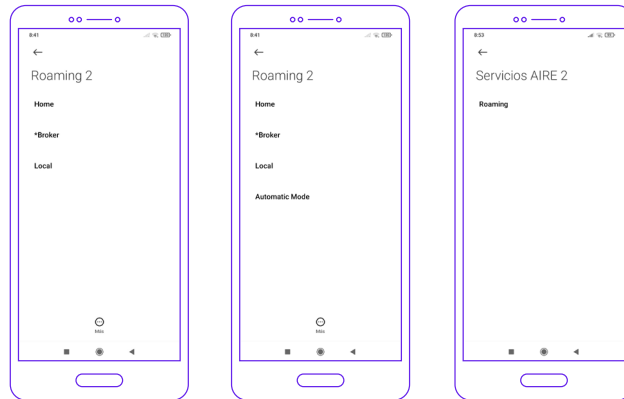 8:41
Roaming 2
Home
*Broker
Local
Más
8:41
Roaming 2
Home
*Broker
Local
Automatic Mode
Más
8:53
Servicios AIRE 2
Roaming